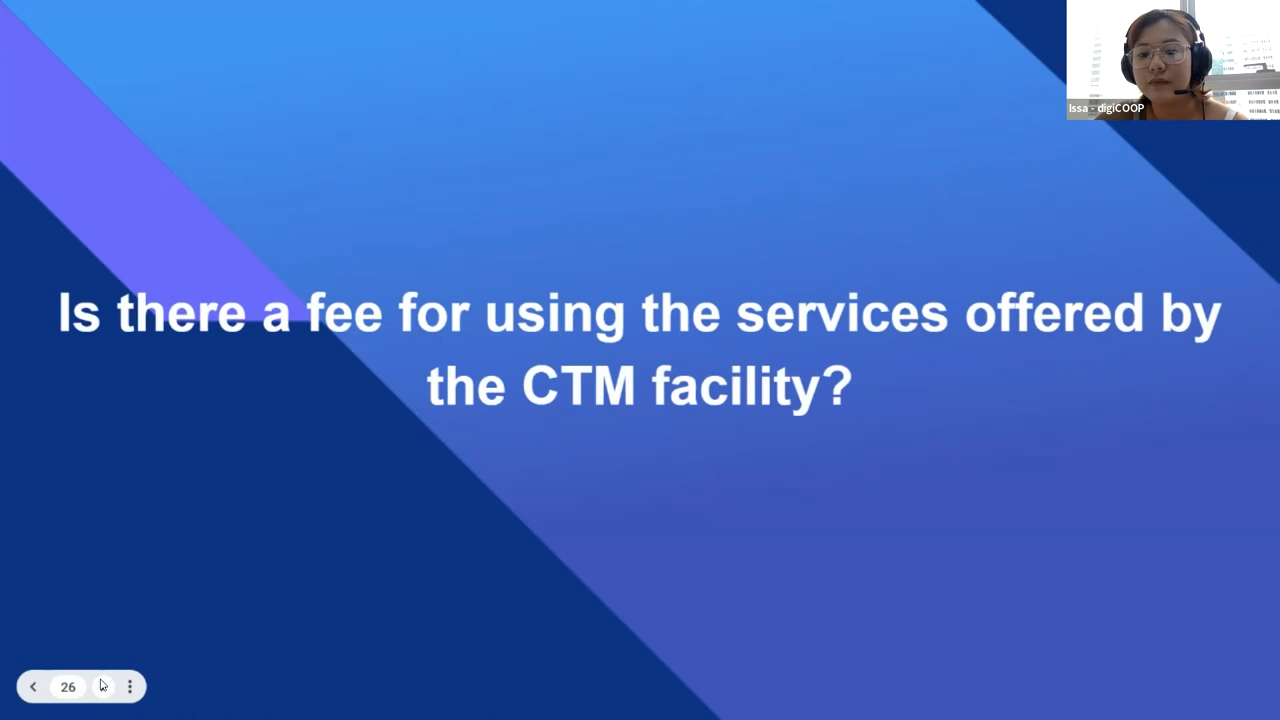 Issa - digiCOOP
Is there a fee for using the services offered by
the CTM facility?
26